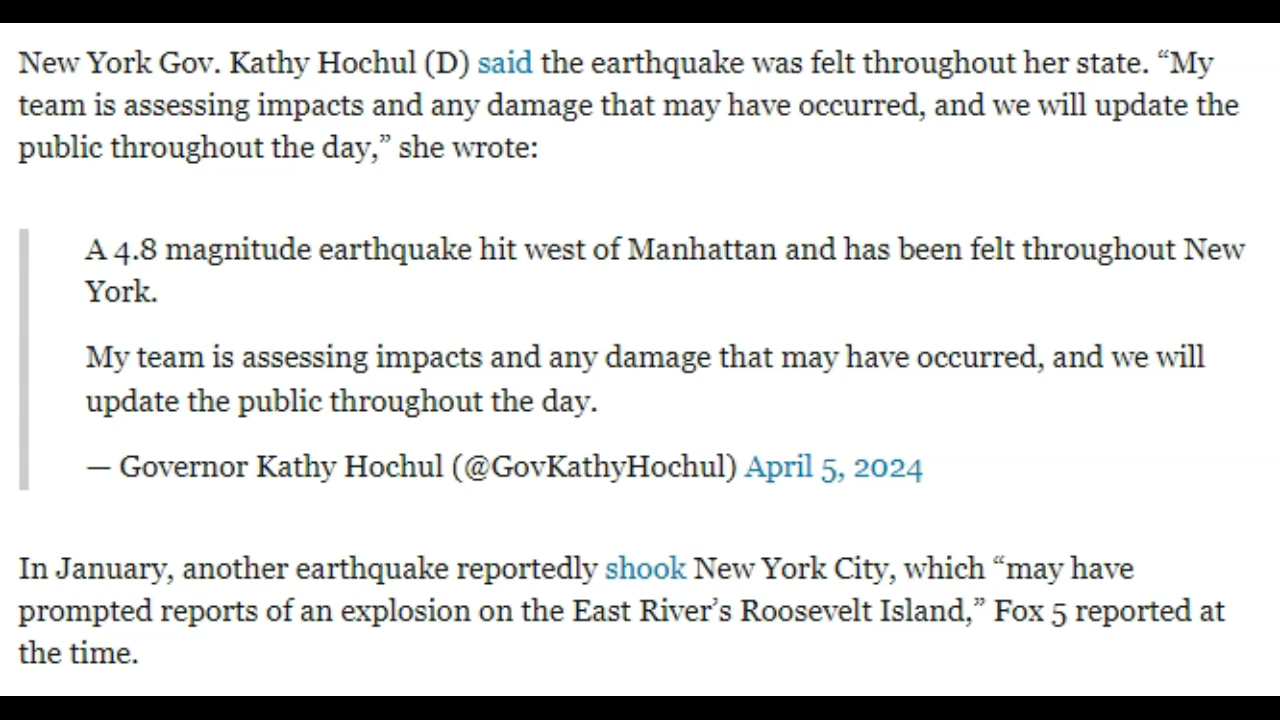 New York Gov. Kathy Hochul (D) said the earthquake was felt throughout her state. “My
team is assessing impacts and any damage that may have occurred, and we will update the
public throughout the day,” she wrote:
A 4.8 magnitude earthquake hit west of Manhattan and has been felt throughout New
York.
My team is assessing impacts and any damage that may have occurred, and we will
update the public throughout the day.
— Governor Kathy Hochul (@GovKathyHochul) April 5, 2024
In January, another earthquake reportedly shook New York City, which “may have
prompted reports of an explosion on the East River’s Roosevelt Island,” Fox 5 reported at
the time.